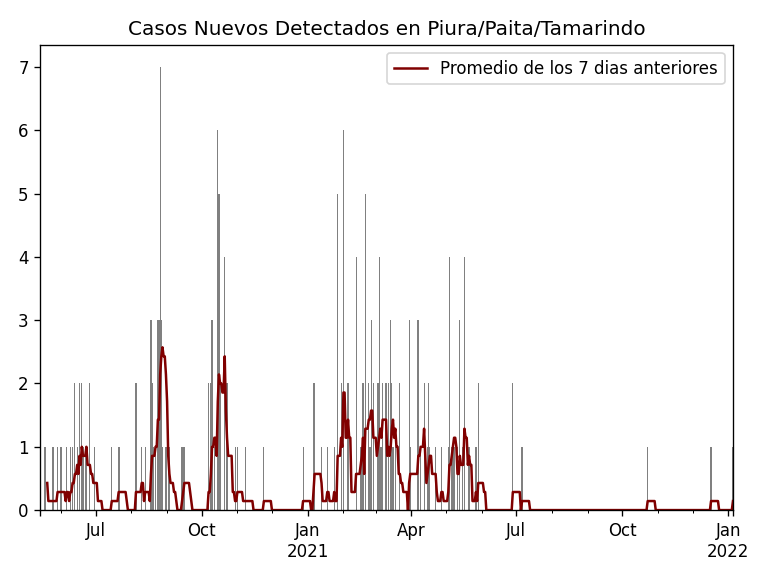 Casos Nuevos Detectados en Piura/Paita/Tamarindo
Promedio de los 7 dias anteriores
7
6
5
4
3
2
1
0
Jul
Oct
Jan
2021
Apr
Jul
Oct
Jan
2022